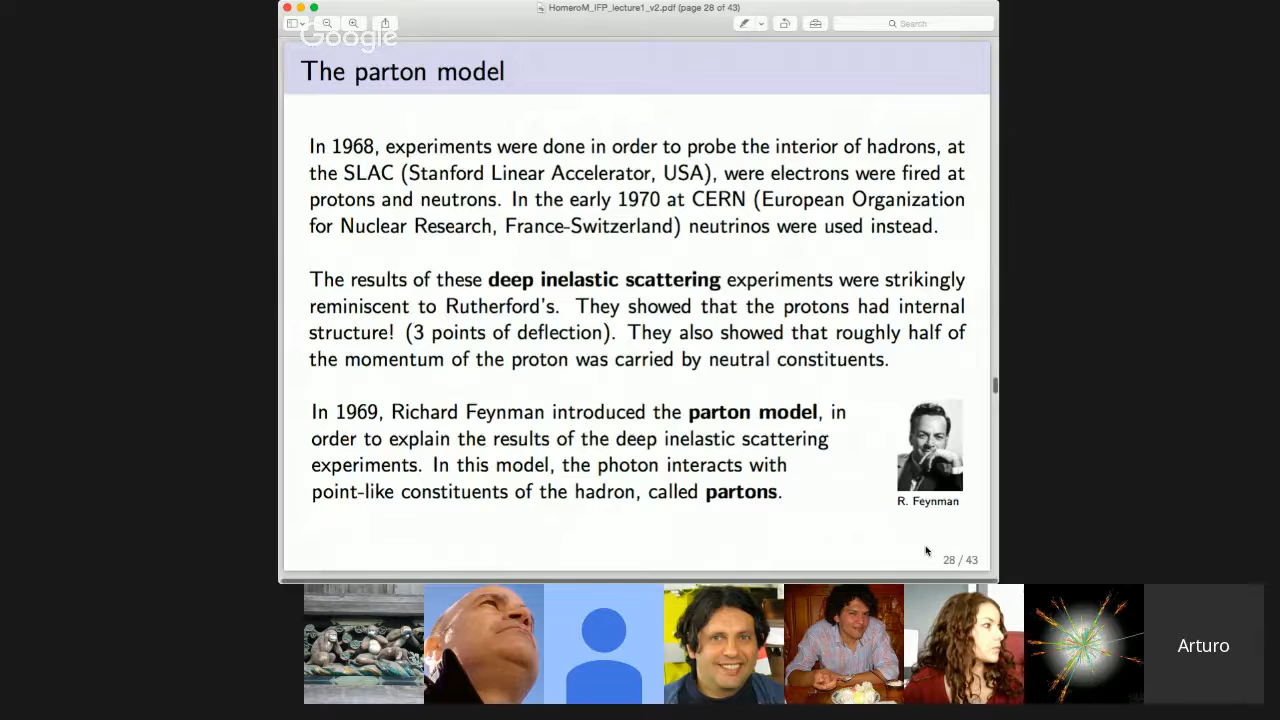 HomeroM_IFP_lecture1_v2.pdf (page 28 of 43)
Search
Google
The parton model
In 1968, experiments were done in order to probe the interior of hadrons, at
the SLAC (Stanford Linear Accelerator, USA), were electrons were fired at
protons and neutrons. In the early 1970 at CERN (European Organization
for Nuclear Research, France-Switzerland) neutrinos were used instead.
The results of these deep inelastic scattering experiments were strikingly
reminiscent to Rutherford's. They showed that the protons had internal
structure! (3 points of deflection). They also showed that roughly half of
the momentum of the proton was carried by neutral constituents.
In 1969, Richard Feynman introduced the parton model, in
order to explain the results of the deep inelastic scattering
experiments. In this model, the photon interacts with
point-like constituents of the hadron, called partons.
R. Feynman
28 / 43
Arturo